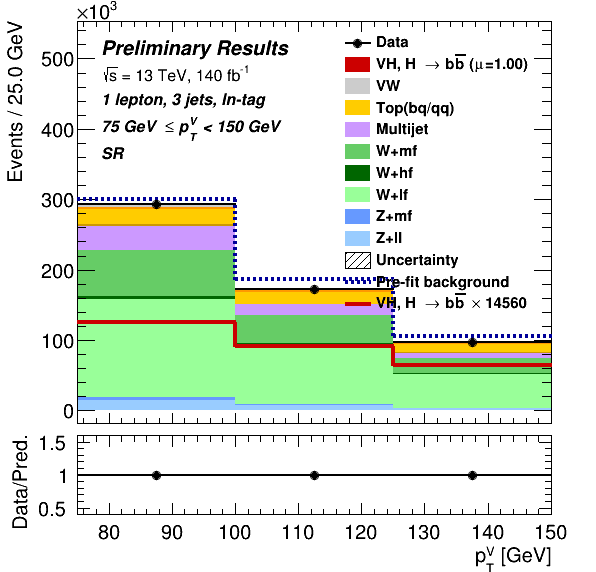 ×10³
Events / 25.0 GeV
500
400
300
200
100
0
Preliminary Results
√s = 13 TeV, 140 fb⁻¹
1 lepton, 3 jets, ln-tag
75 GeV ≤ p_T^V < 150 GeV
SR
Data
VH, H → bb̅ (μ=1.00)
VW
Top(bq/qq)
Multijet
W+mf
W+hf
W+lf
Z+mf
Z+ll
Uncertainty
Pre-fit background
VH, H → bb̅ × 14560
Data/Pred.
1.5
1
0.5
80 90 100 110 120 130 140 150
p_T^V [GeV]